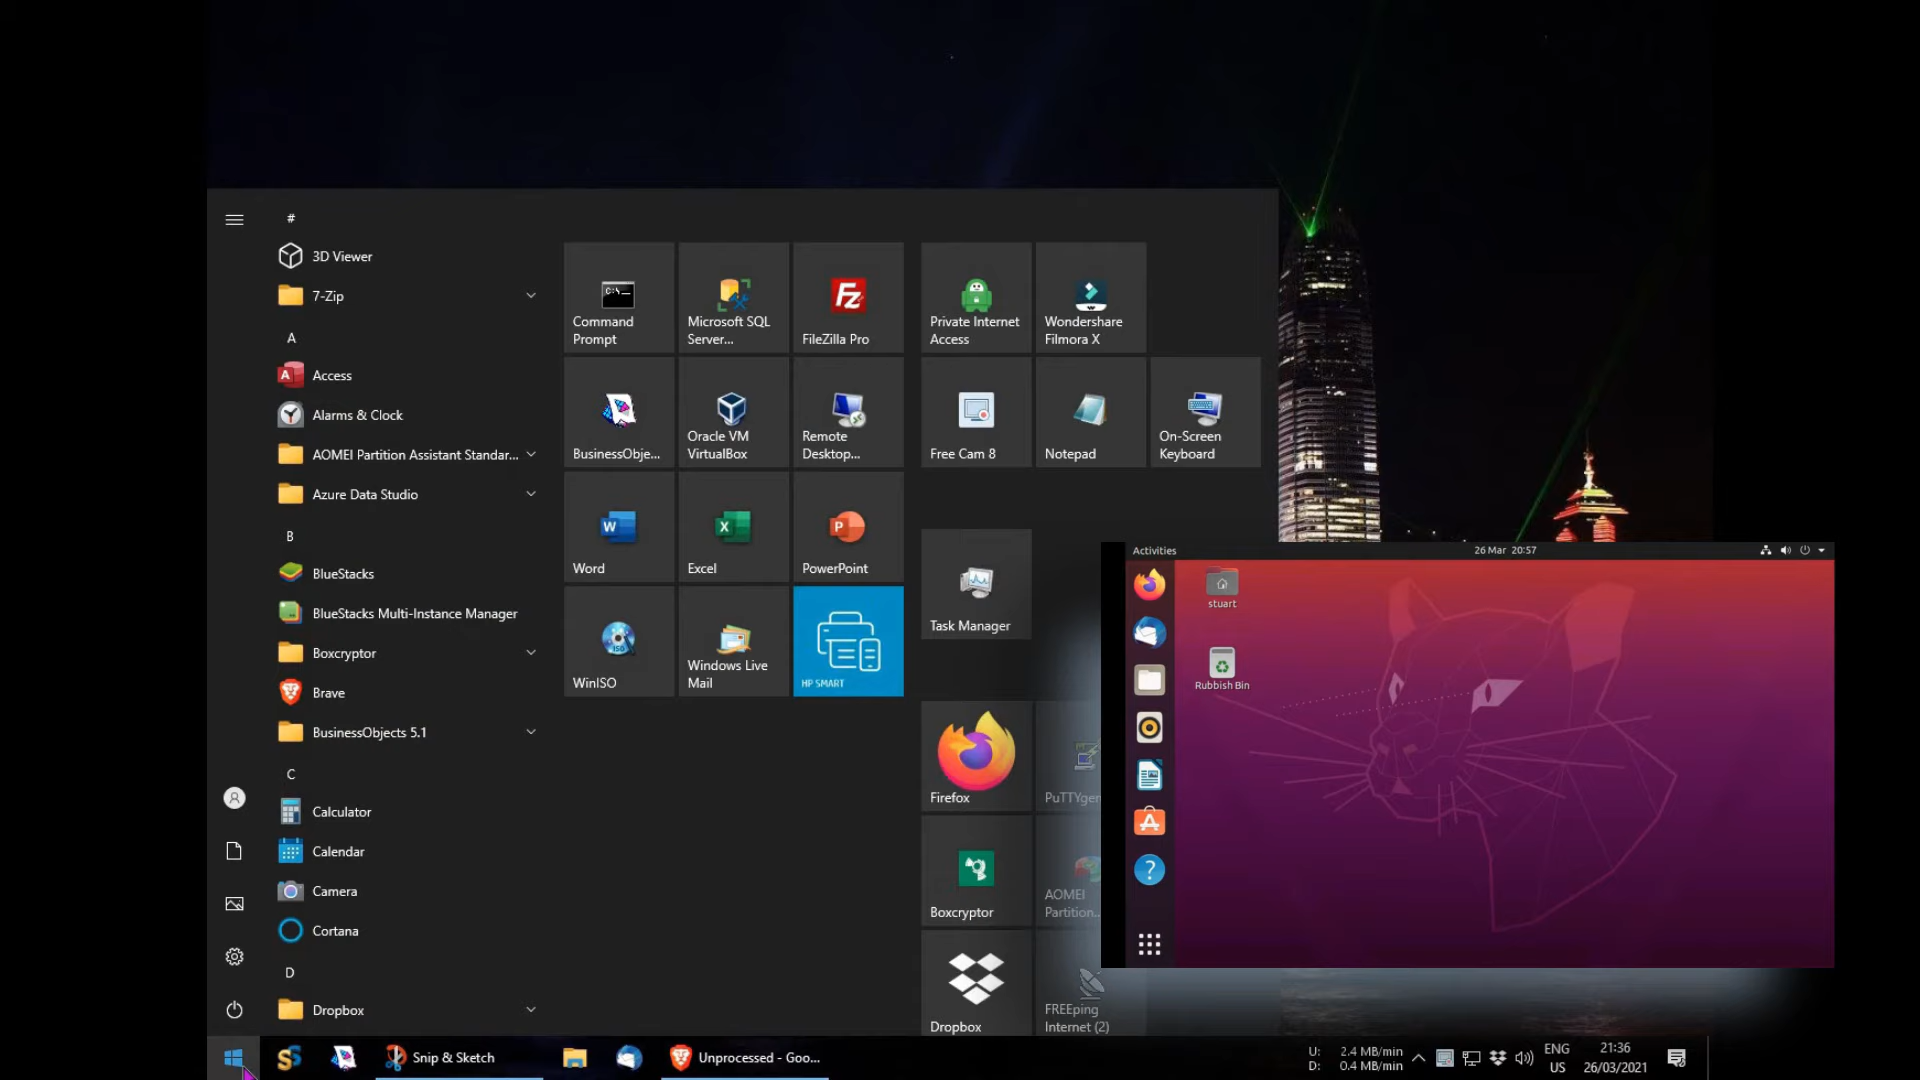 #
3D Viewer
7-Zip
A
Access
Alarms & Clock
AOMEI Partition Assistant Standar...
Azure Data Studio
B
BlueStacks
BlueStacks Multi-Instance Manager
Boxcryptor
Brave
BusinessObjects 5.1
C
Calculator
Calendar
Camera
Cortana
D
Dropbox
Command
Prompt
Microsoft SQL
Server...
FileZilla Pro
BusinessObje...
Oracle VM
VirtualBox
Remote
Desktop...
Word
Excel
PowerPoint
WinISO
Windows Live
Mail
HP SMART
Private Internet
Access
Wondershare
Filmora X
Free Cam 8
Notepad
On-Screen
Keyboard
Task Manager
Firefox
PuTTYgen
Boxcryptor
AOMEI
Partition...
Dropbox
FREEping
Internet (2)
Activities
26 Mar 20:57
stuart
Rubbish Bin
Snip & Sketch
Unprocessed - Goo...
U: 2.4 MB/min
D: 0.4 MB/min
ENG
US
21:36
26/03/2021